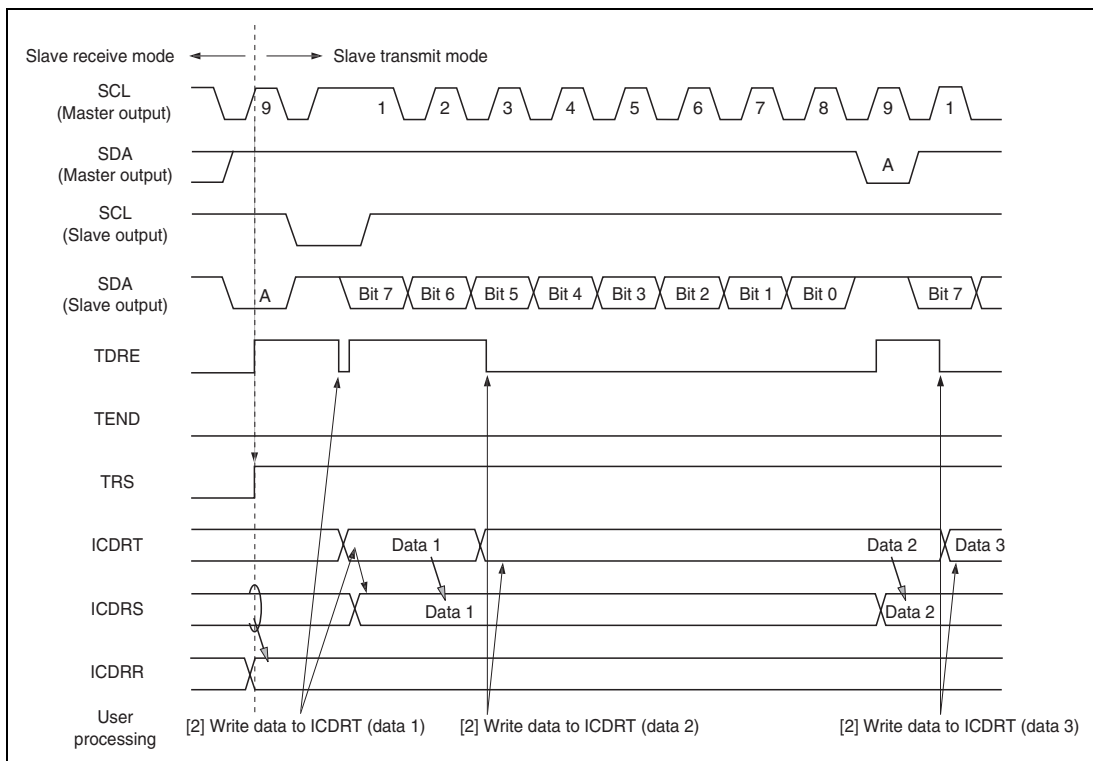 Slave receive mode
Slave transmit mode
SCL
(Master output)
9 1 2 3 4 5 6 7 8 9 1
SDA
(Master output)
A
SCL
(Slave output)
SDA
(Slave output)
A Bit 7 Bit 6 Bit 5 Bit 4 Bit 3 Bit 2 Bit 1 Bit 0 Bit 7
TDRE
TEND
TRS
ICDRT
Data 1 Data 2 Data 3
ICDRS
Data 1 Data 2
ICDRR
User
processing
[2] Write data to ICDRT (data 1) [2] Write data to ICDRT (data 2) [2] Write data to ICDRT (data 3)